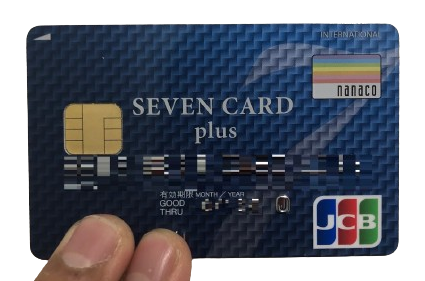 INTERNATIONAL
nanaco
SEVEN CARD
plus
有効期限 MONTH / YEAR
GOOD
THRU
JCB